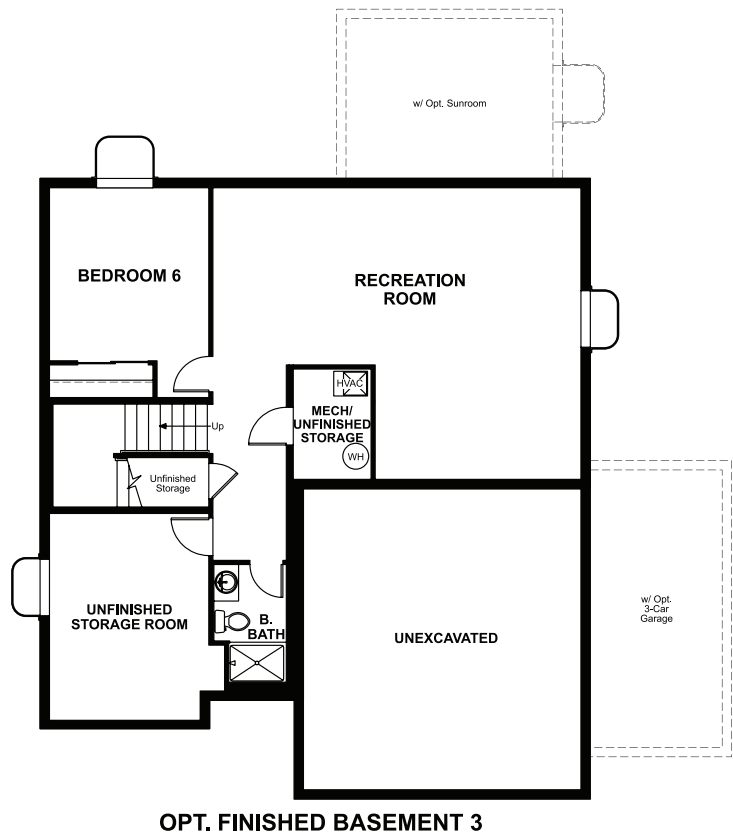 w/ Opt. Sunroom
BEDROOM 6
RECREATION
ROOM
HVAC
MECH/
UNFINISHED
STORAGE
WH
Up
Unfinished
Storage
UNFINISHED
STORAGE ROOM
B.
BATH
UNEXCAVATED
w/ Opt.
3-Car
Garage
OPT. FINISHED BASEMENT 3